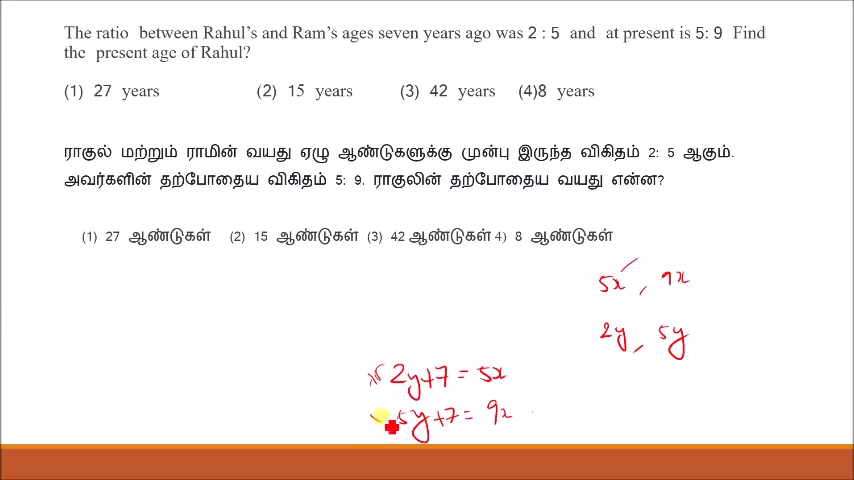 The ratio between Rahul's and Ram's ages seven years ago was 2 : 5 and at present is 5: 9 Find
the present age of Rahul?
(1) 27 years (2) 15 years (3) 42 years (4)8 years
ராகுல் மற்றும் ராமின் வயது ஏழு ஆண்டுகளுக்கு முன்பு இருந்த விகிதம் 2: 5 ஆகும்.
அவர்களின் தற்போதைய விகிதம் 5: 9. ராகுலின் தற்போதைய வயது என்ன?
(1) 27 ஆண்டுகள் (2) 15 ஆண்டுகள் (3) 42 ஆண்டுகள் 4) 8 ஆண்டுகள்
5x , 9x
2y , 5y
x5 2y+7 = 5x
5y+7 = 9x